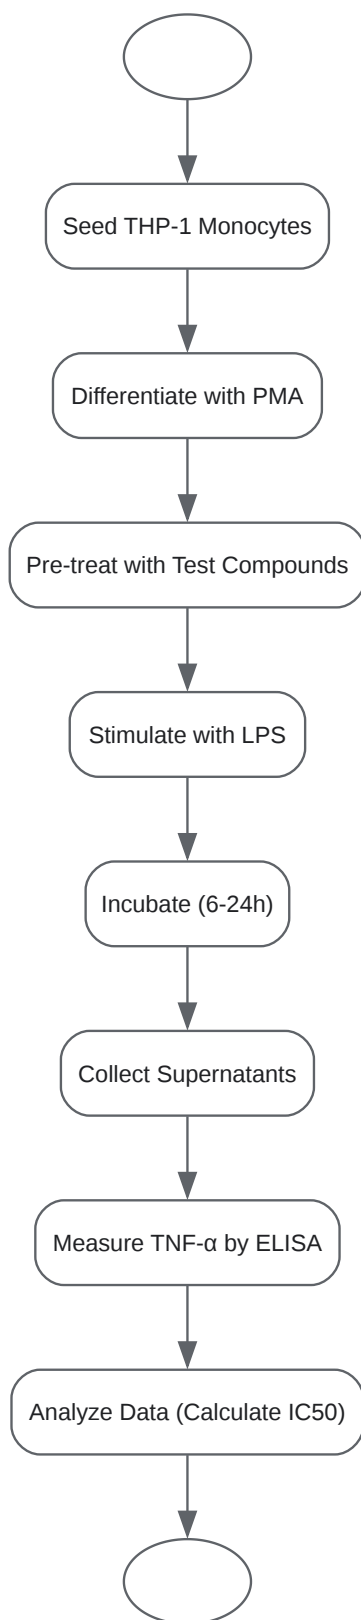 Seed THP-1 Monocytes
Differentiate with PMA
Pre-treat with Test Compounds
Stimulate with LPS
Incubate (6-24h)
Collect Supernatants
Measure TNF-α by ELISA
Analyze Data (Calculate IC50)